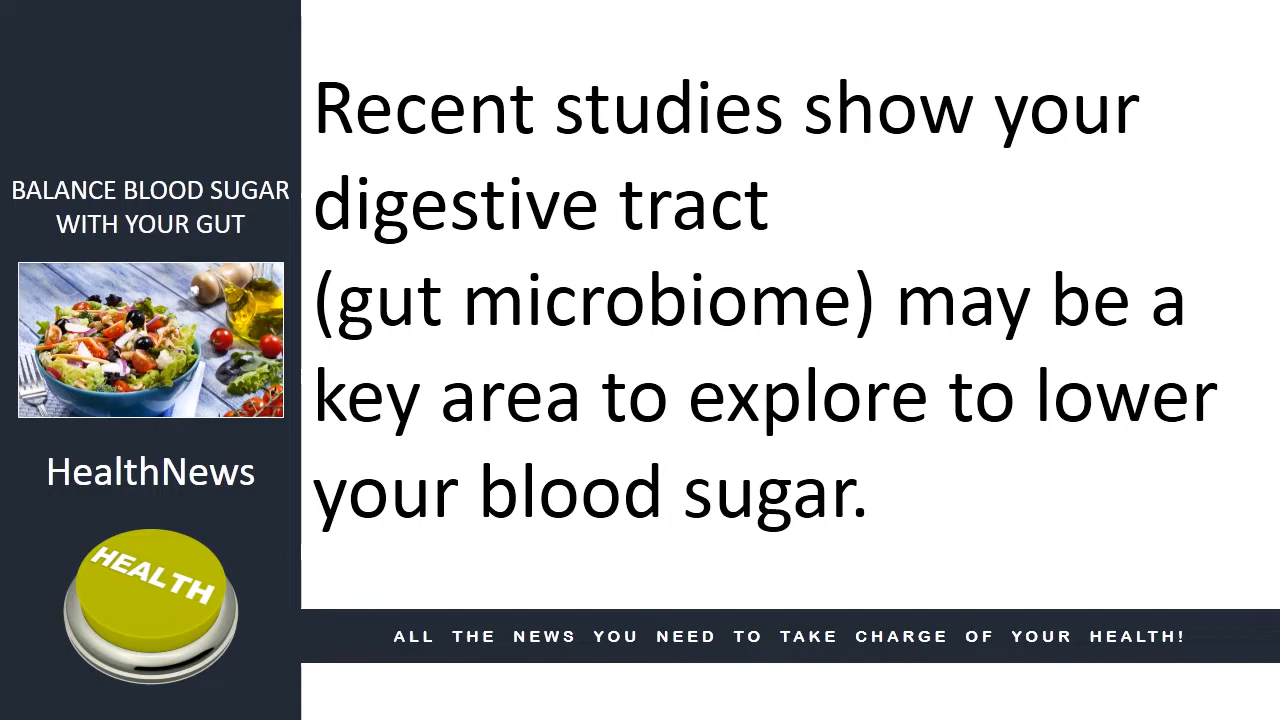 BALANCE BLOOD SUGAR
WITH YOUR GUT
HealthNews
HEALTH
Recent studies show your
digestive tract
(gut microbiome) may be a
key area to explore to lower
your blood sugar.
ALL THE NEWS YOU NEED TO TAKE CHARGE OF YOUR HEALTH!